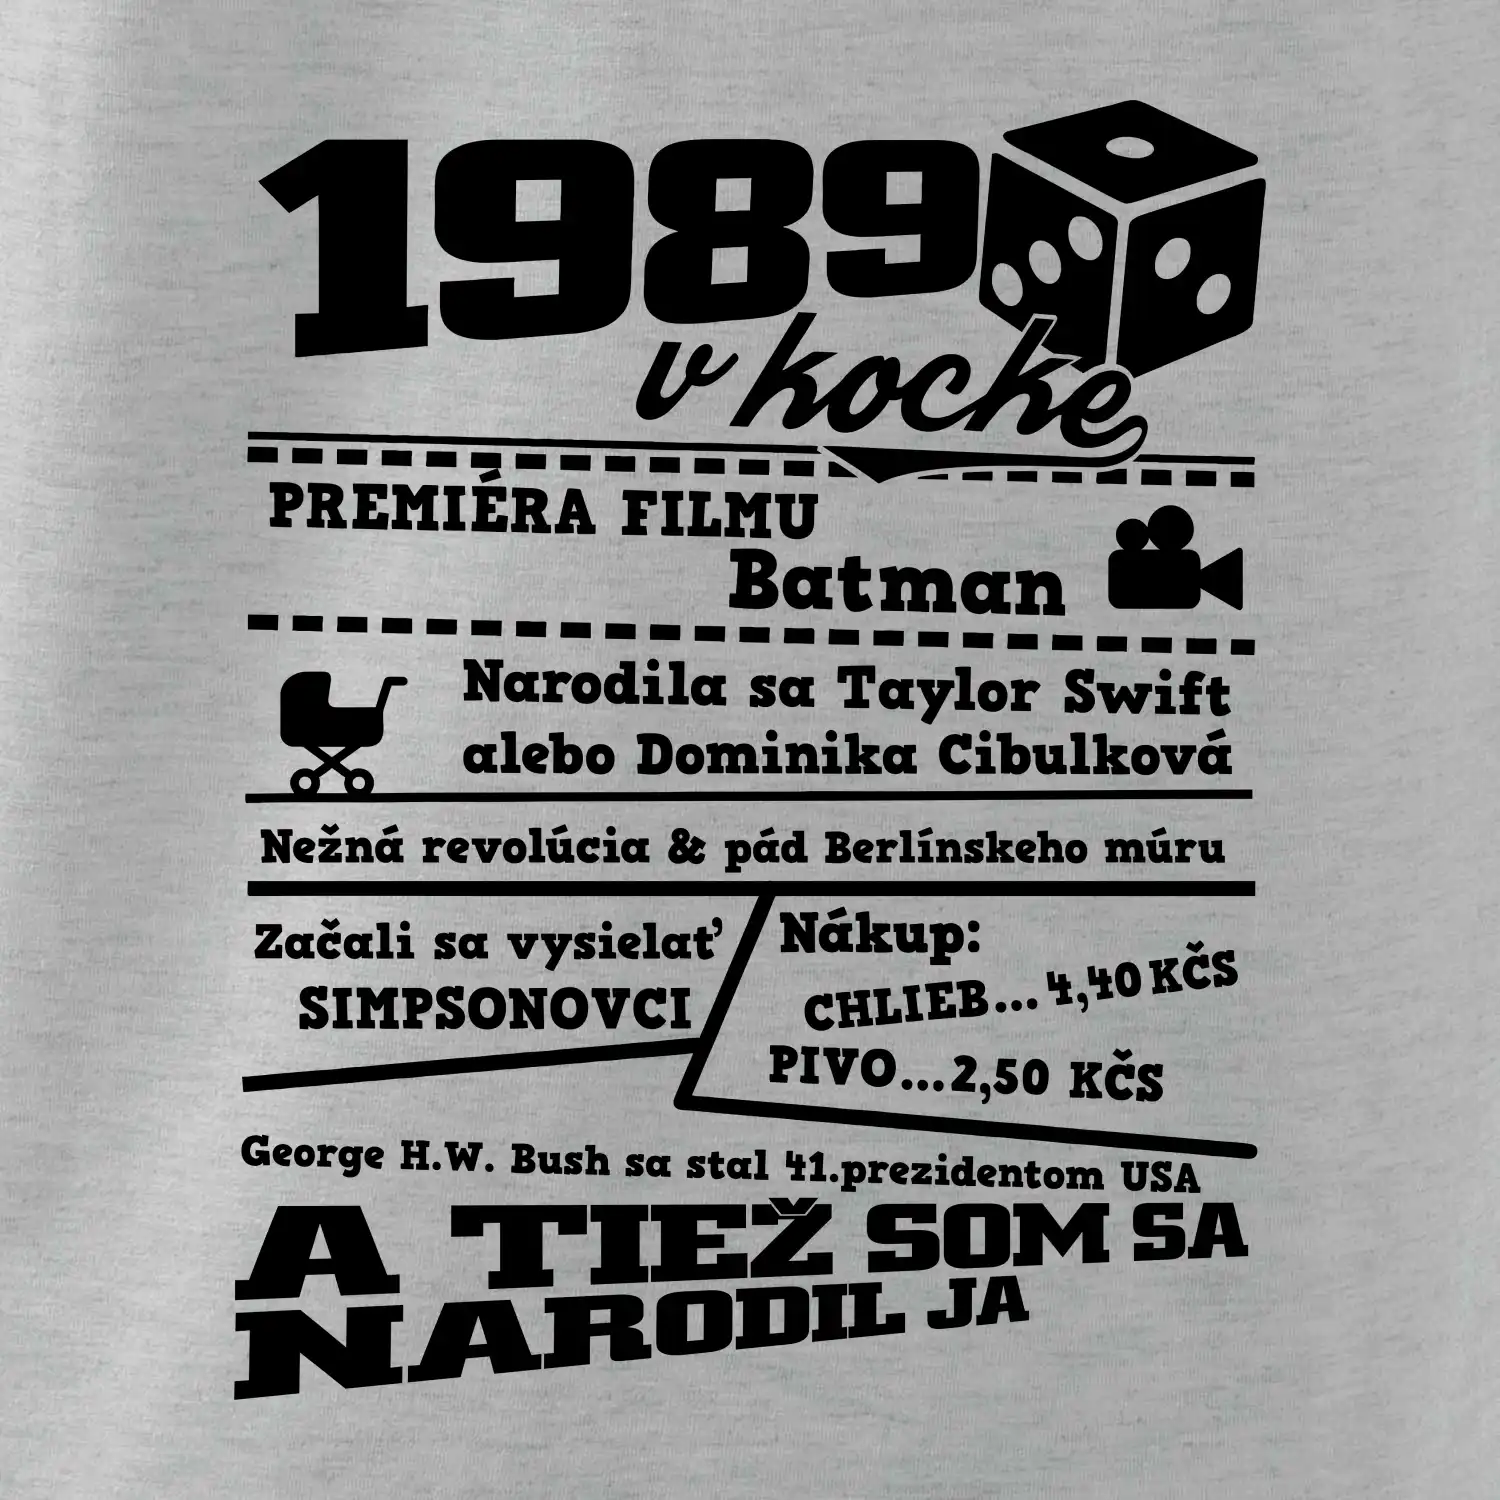 1989
v kocke
PREMIÉRA FILMU
Batman
Narodila sa Taylor Swift
alebo Dominika Cibulková
Nežná revolúcia & pád Berlínskeho múru
Začali sa vysielať
SIMPSONOVCI
Nákup:
CHLIEB...4,40 KČS
PIVO...2,50 KČS
George H.W. Bush sa stal 41.prezidentom USA
A TIEŽ SOM SA
NARODIL JA